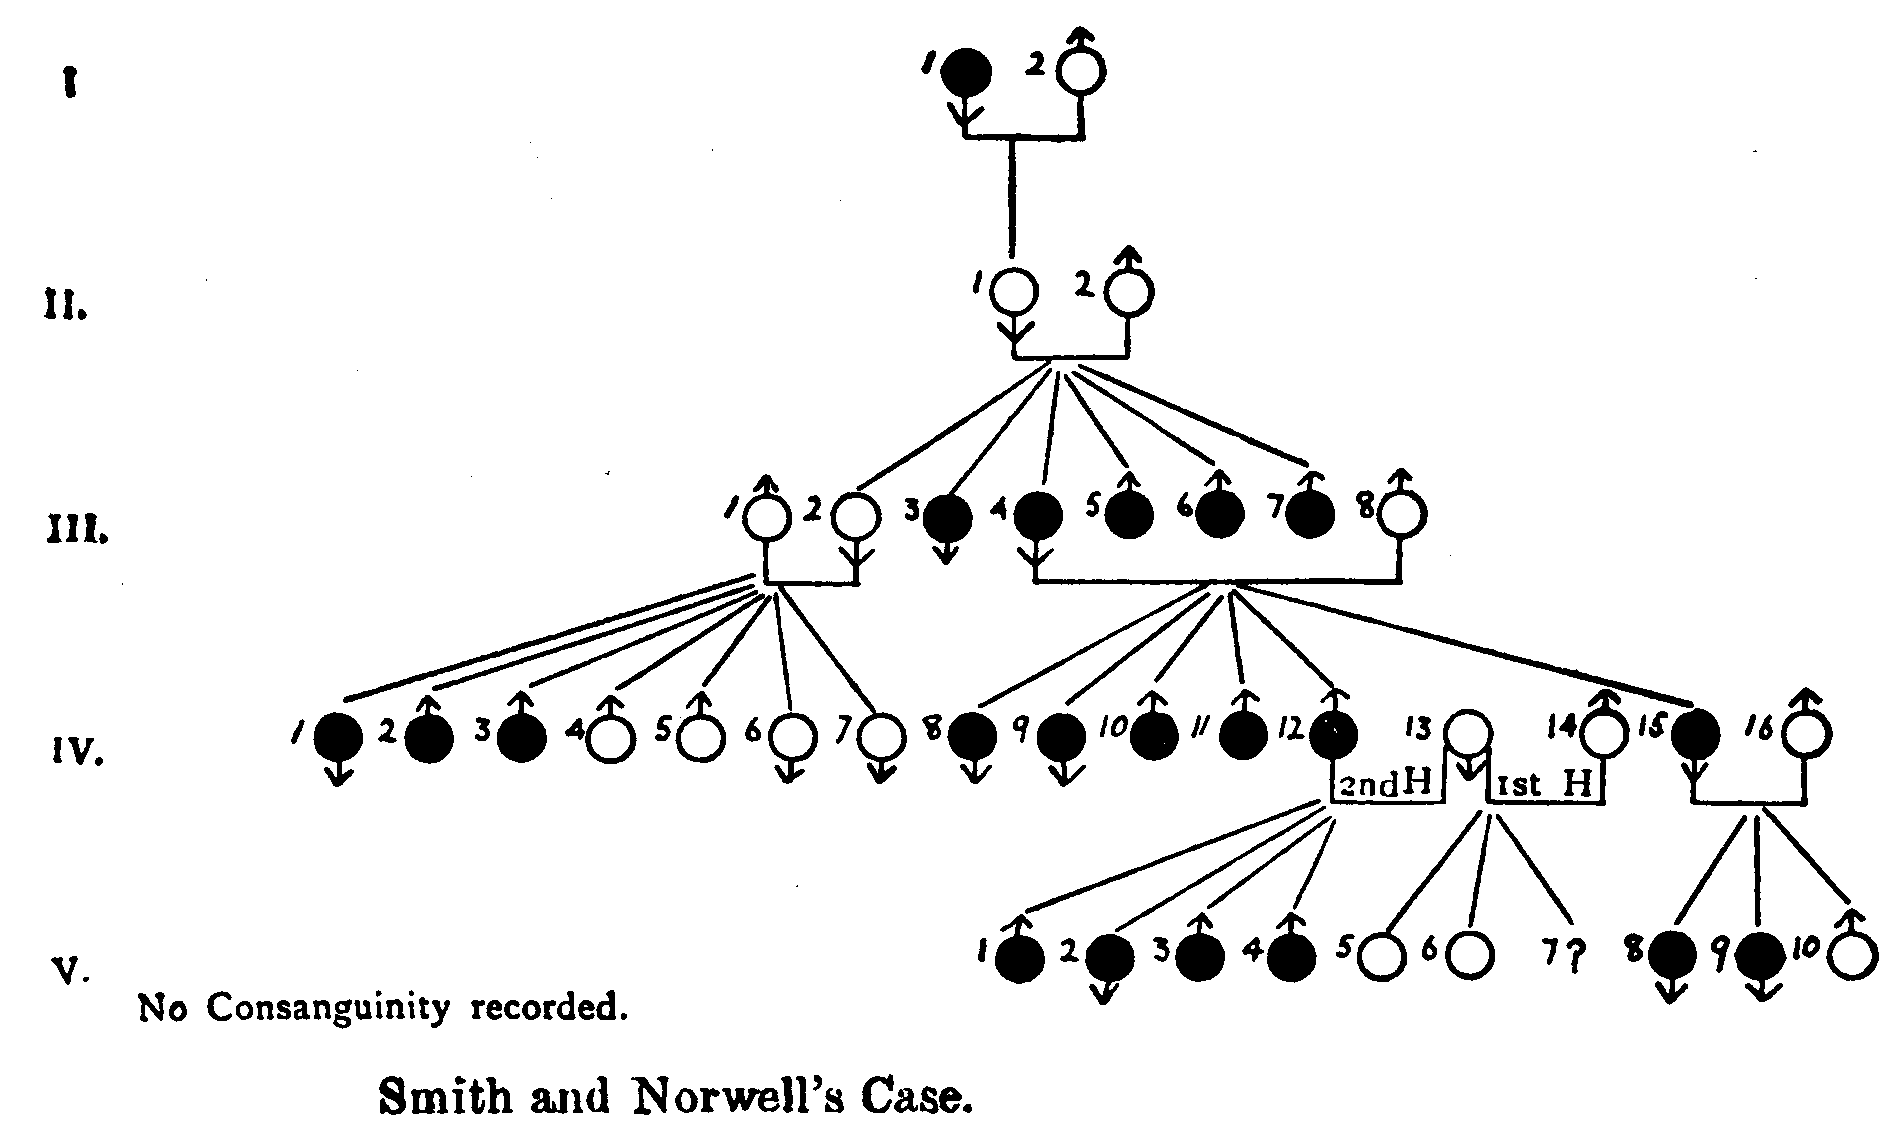 I
1 2
II.
1 2
III.
1 2 3 4 5 6 7 8
IV.
1 2 3 4 5 6 7 8 9 10 11 12 13 14 15 16
2nd H 1st H
V.
1 2 3 4 5 6 7? 8 9 10
No Consanguinity recorded.
Smith and Norwell's Case.